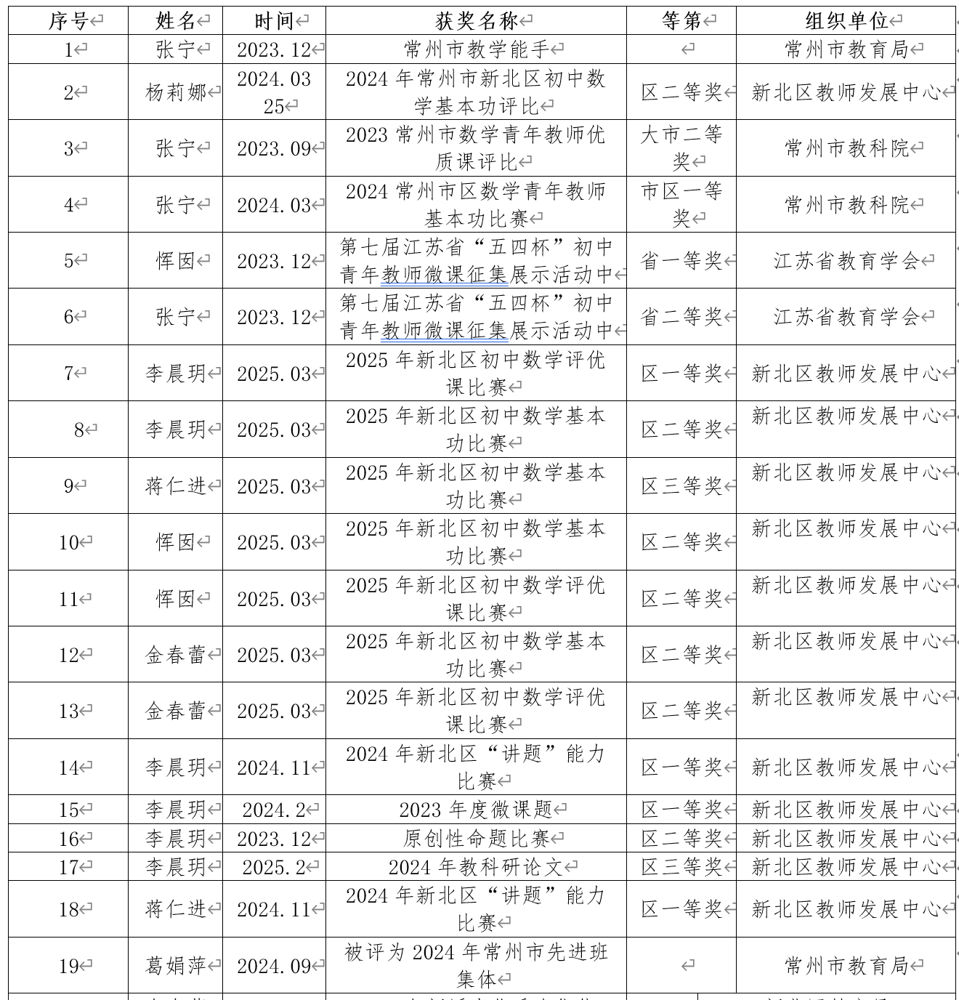 序号 姓名 时间 获奖名称 等第 组织单位
1 张宁 2023.12 常州市教学能手 常州市教育局
2 杨莉娜 2024.03
25 2024 年常州市新北区初中数
学基本功评比 区二等奖 新北区教师发展中心
3 张宁 2023.09 2023 常州市数学青年教师优
质课评比 大市二等
奖 常州市教科院
4 张宁 2024.03 2024 常州市区数学青年教师
基本功比赛 市区一等
奖 常州市教科院
5 恽囡 2023.12 第七届江苏省“五四杯”初中
青年教师微课征集展示活动中 省一等奖 江苏省教育学会
6 张宁 2023.12 第七届江苏省“五四杯”初中
青年教师微课征集展示活动中 省二等奖 江苏省教育学会
7 李晨玥 2025.03 2025 年新北区初中数学评优
课比赛 区一等奖 新北区教师发展中心
8 李晨玥 2025.03 2025 年新北区初中数学基本
功比赛 区二等奖 新北区教师发展中心
9 蒋仁进 2025.03 2025 年新北区初中数学基本
功比赛 区三等奖 新北区教师发展中心
10 恽囡 2025.03 2025 年新北区初中数学基本
功比赛 区二等奖 新北区教师发展中心
11 恽囡 2025.03 2025 年新北区初中数学评优
课比赛 区二等奖 新北区教师发展中心
12 金春蕾 2025.03 2025 年新北区初中数学基本
功比赛 区二等奖 新北区教师发展中心
13 金春蕾 2025.03 2025 年新北区初中数学评优
课比赛 区二等奖 新北区教师发展中心
14 李晨玥 2024.11 2024 年新北区“讲题”能力
比赛 区一等奖 新北区教师发展中心
15 李晨玥 2024.2 2023 年度微课题 区一等奖 新北区教师发展中心
16 李晨玥 2023.12 原创性命题比赛 区二等奖 新北区教师发展中心
17 李晨玥 2025.2 2024 年教科研论文 区三等奖 新北区教师发展中心
18 蒋仁进 2024.11 2024 年新北区“讲题”能力
比赛 区一等奖 新北区教师发展中心
19 葛娟萍 2024.09 被评为 2024 年常州市先进班
集体 常州市教育局